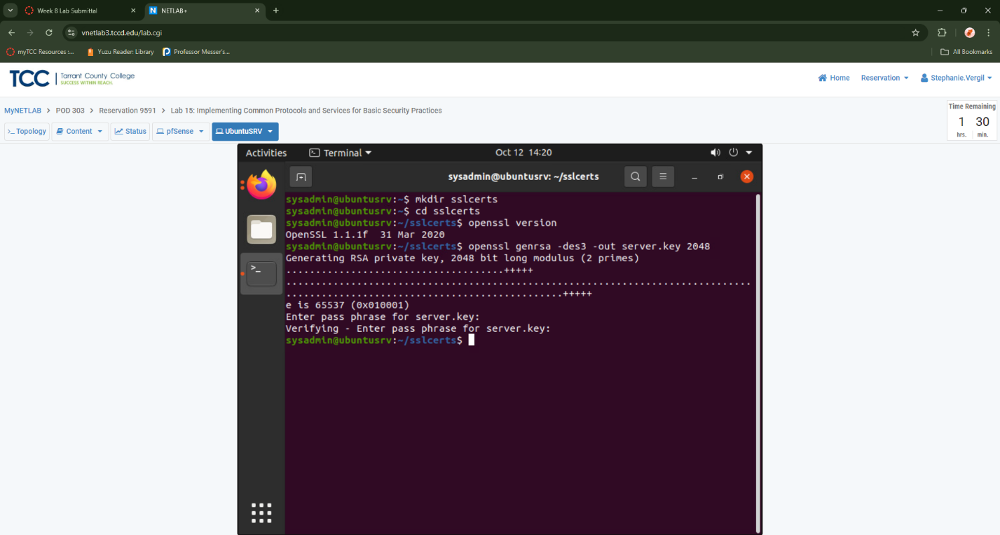 Week 8 Lab Submittal
NETLAB+
vnetlab3.tccd.edu/lab.cgi
myTCC Resources :...
Yuzu Reader: Library
Professor Messer's...
All Bookmarks
TCC
Tarrant County College
SUCCESS WITHIN REACH.
Home
Reservation
Stephanie.Vergil
MyNETLAB > POD 303 > Reservation 9591 > Lab 15: Implementing Common Protocols and Services for Basic Security Practices
Time Remaining
1 30
hrs. min.
>_ Topology
Content
Status
pfSense
UbuntuSRV
Activities
Terminal
Oct 12 14:20
sysadmin@ubuntusrv: ~/sslcerts
sysadmin@ubuntusrv:~$ mkdir sslcerts
sysadmin@ubuntusrv:~$ cd sslcerts
sysadmin@ubuntusrv:~/sslcerts$ openssl version
OpenSSL 1.1.1f  31 Mar 2020
sysadmin@ubuntusrv:~/sslcerts$ openssl genrsa -des3 -out server.key 2048
Generating RSA private key, 2048 bit long modulus (2 primes)
.....................................+++++
...............................................................................
...............................................+++++
e is 65537 (0x010001)
Enter pass phrase for server.key:
Verifying - Enter pass phrase for server.key:
sysadmin@ubuntusrv:~/sslcerts$